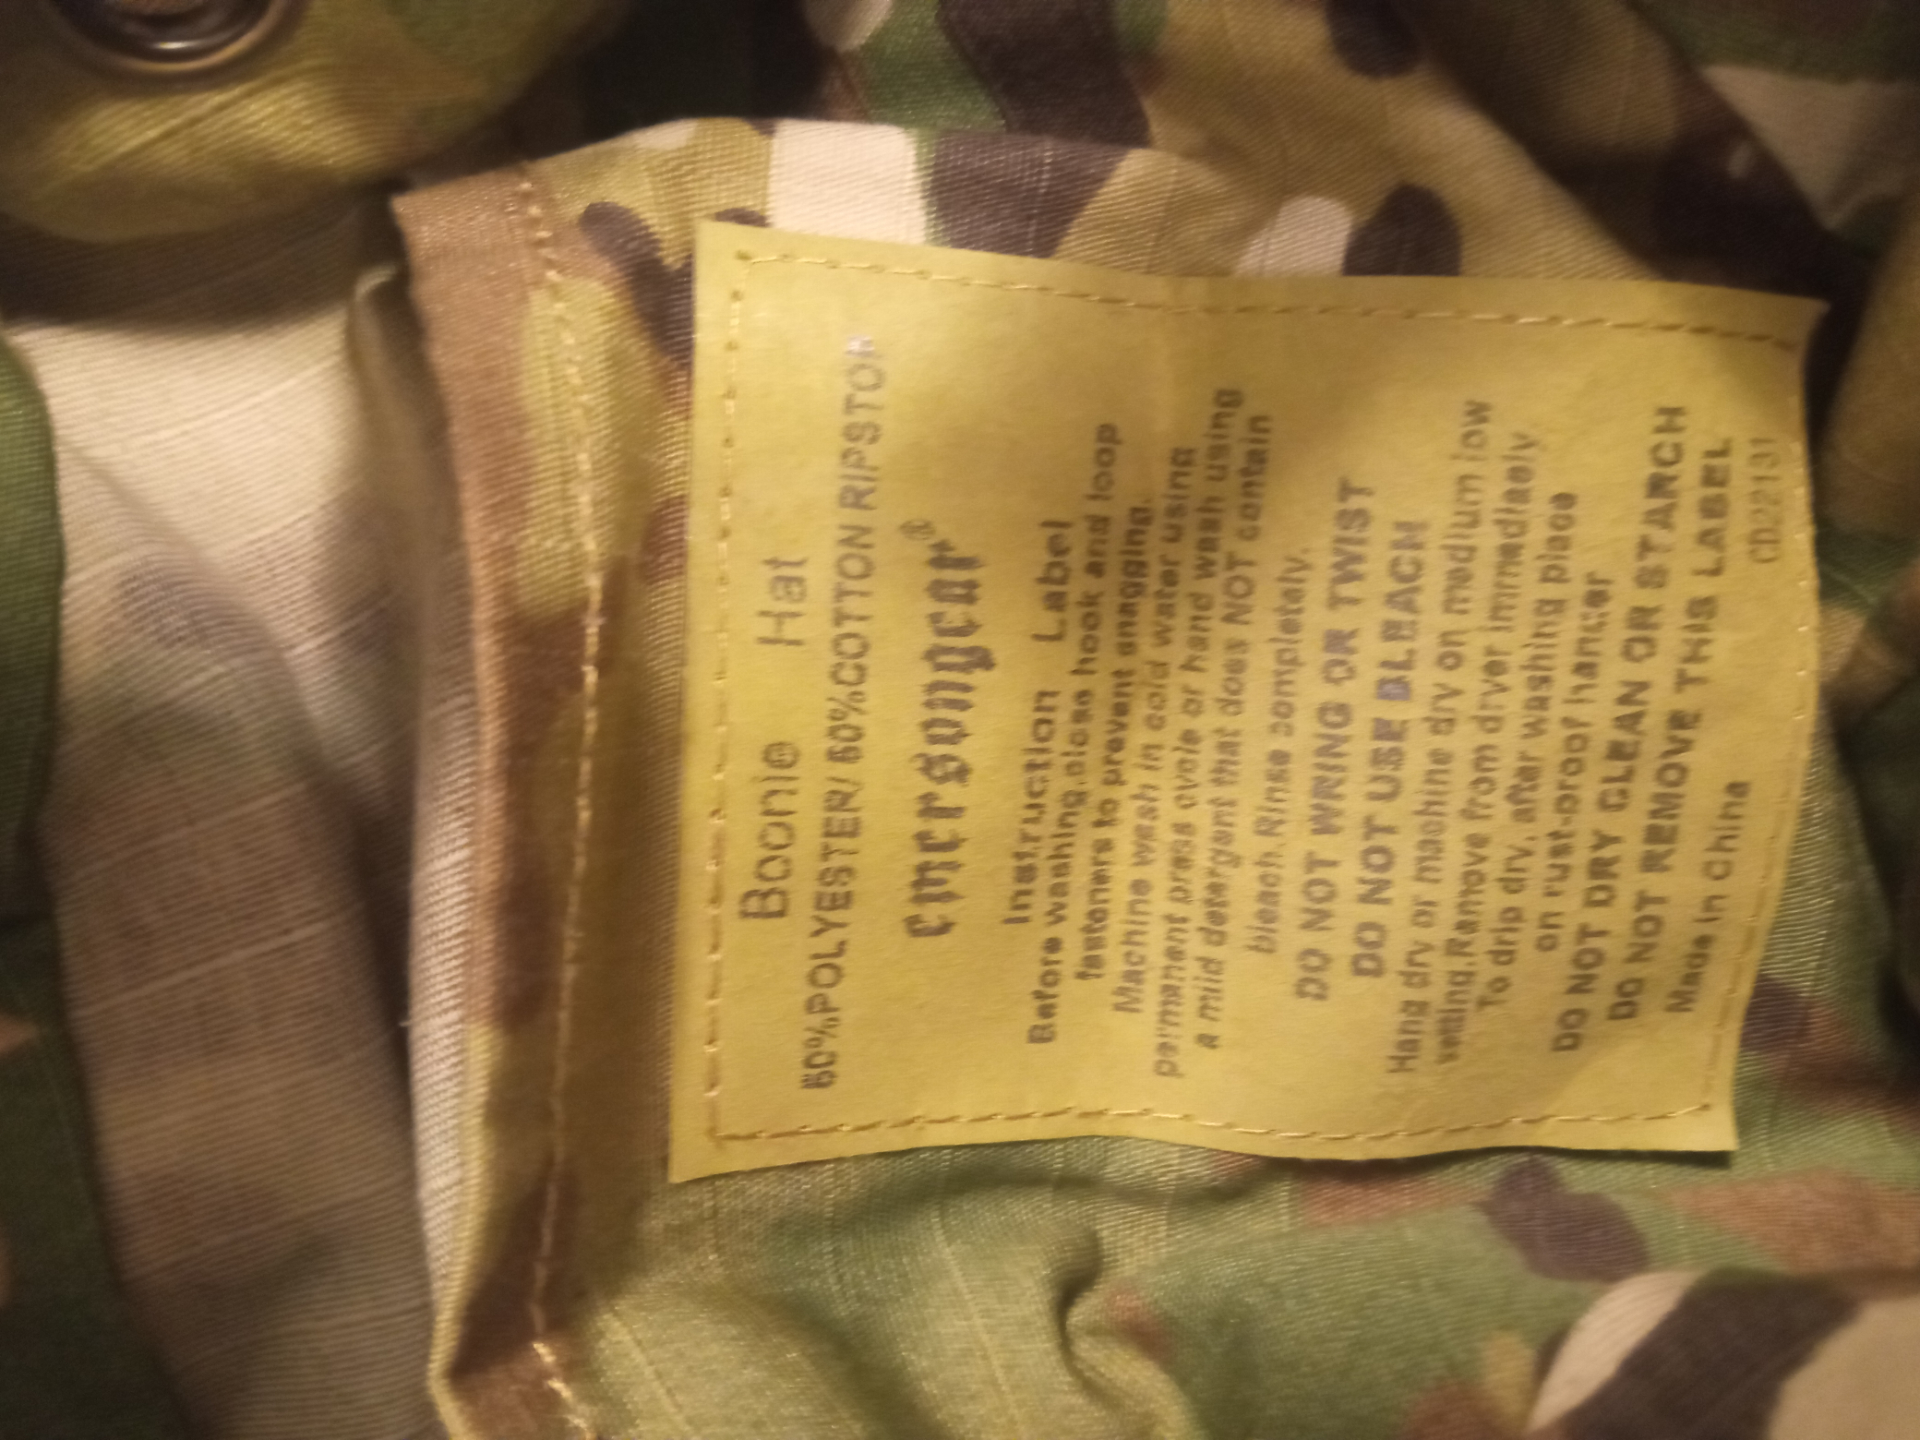 Boonie Hat
50%POLYESTER/ 50%COTTON RIPSTOP
emersongear®
Instruction Label
Before washing,close hook and loop
fasteners to prevent snagging.
Machine wash in cold water using
permanent press cycle or hand wash using
a mild detergent that does NOT contain
bleach.Rinse completely.
DO NOT WRING OR TWIST
DO NOT USE BLEACH
Hang dry or machine dry on medium low
setting.Remove from dryer immediately
To drip dry, after washing place
on rust-proof hanger
DO NOT DRY CLEAN OR STARCH
DO NOT REMOVE THIS LABEL
Made in China
CD22131